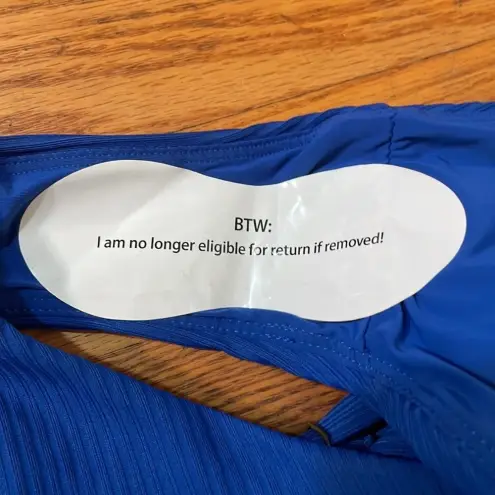 BTW:
I am no longer eligible for return if removed!